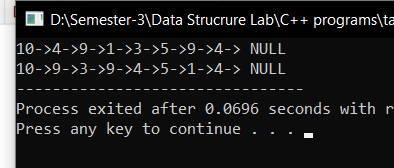 D:\Semester-3\Data Strucrure Lab\C++ programs\ta
10->4->9->1->3->5->9->4-> NULL
10->9->3->9->4->5->1->4-> NULL
--------------------------------
Process exited after 0.0696 seconds with r
Press any key to continue . . .